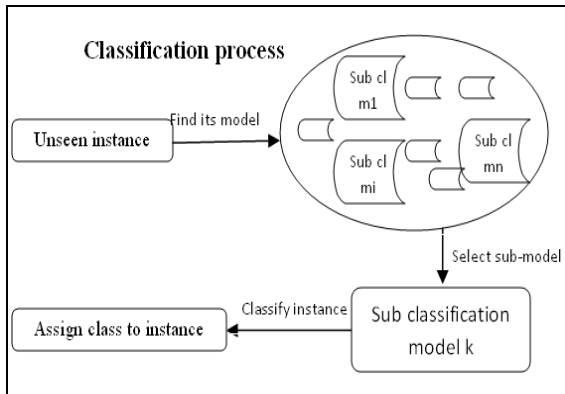 Classification process
Sub cl
m1
Find its model
Unseen instance
Sub cl
mn
Sub cl
mi
Select sub-model
Classify instance
Assign class to instance
Sub classification
model k